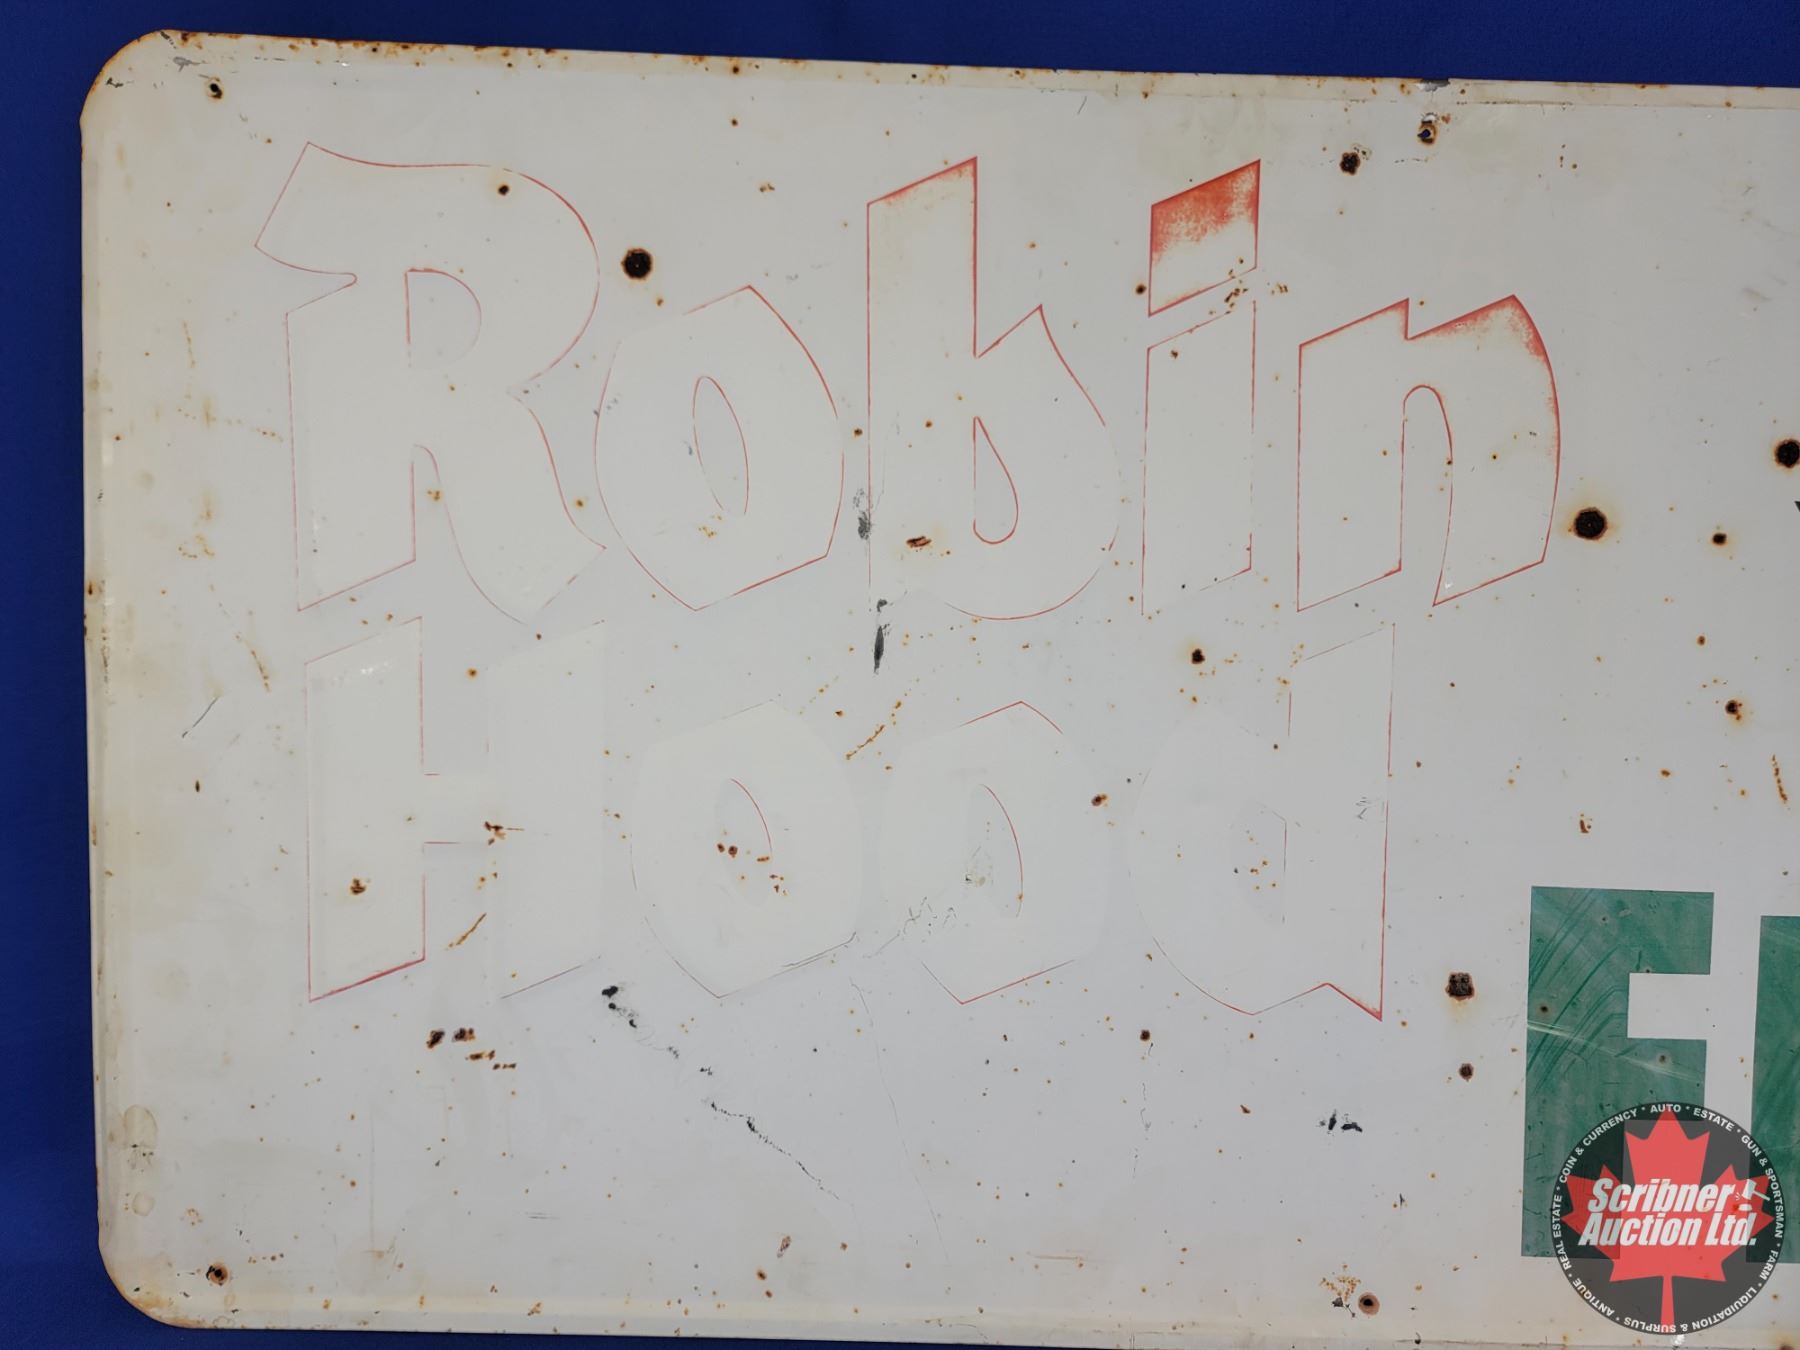 Robin
Hood
Scribner
Auction Ltd.
COIN & CURRENCY * AUTO * ESTATE * GUN & SPORTSMAN * FARM * LIQUIDATION & SURPLUS * ANTIQUE * REAL ESTATE *